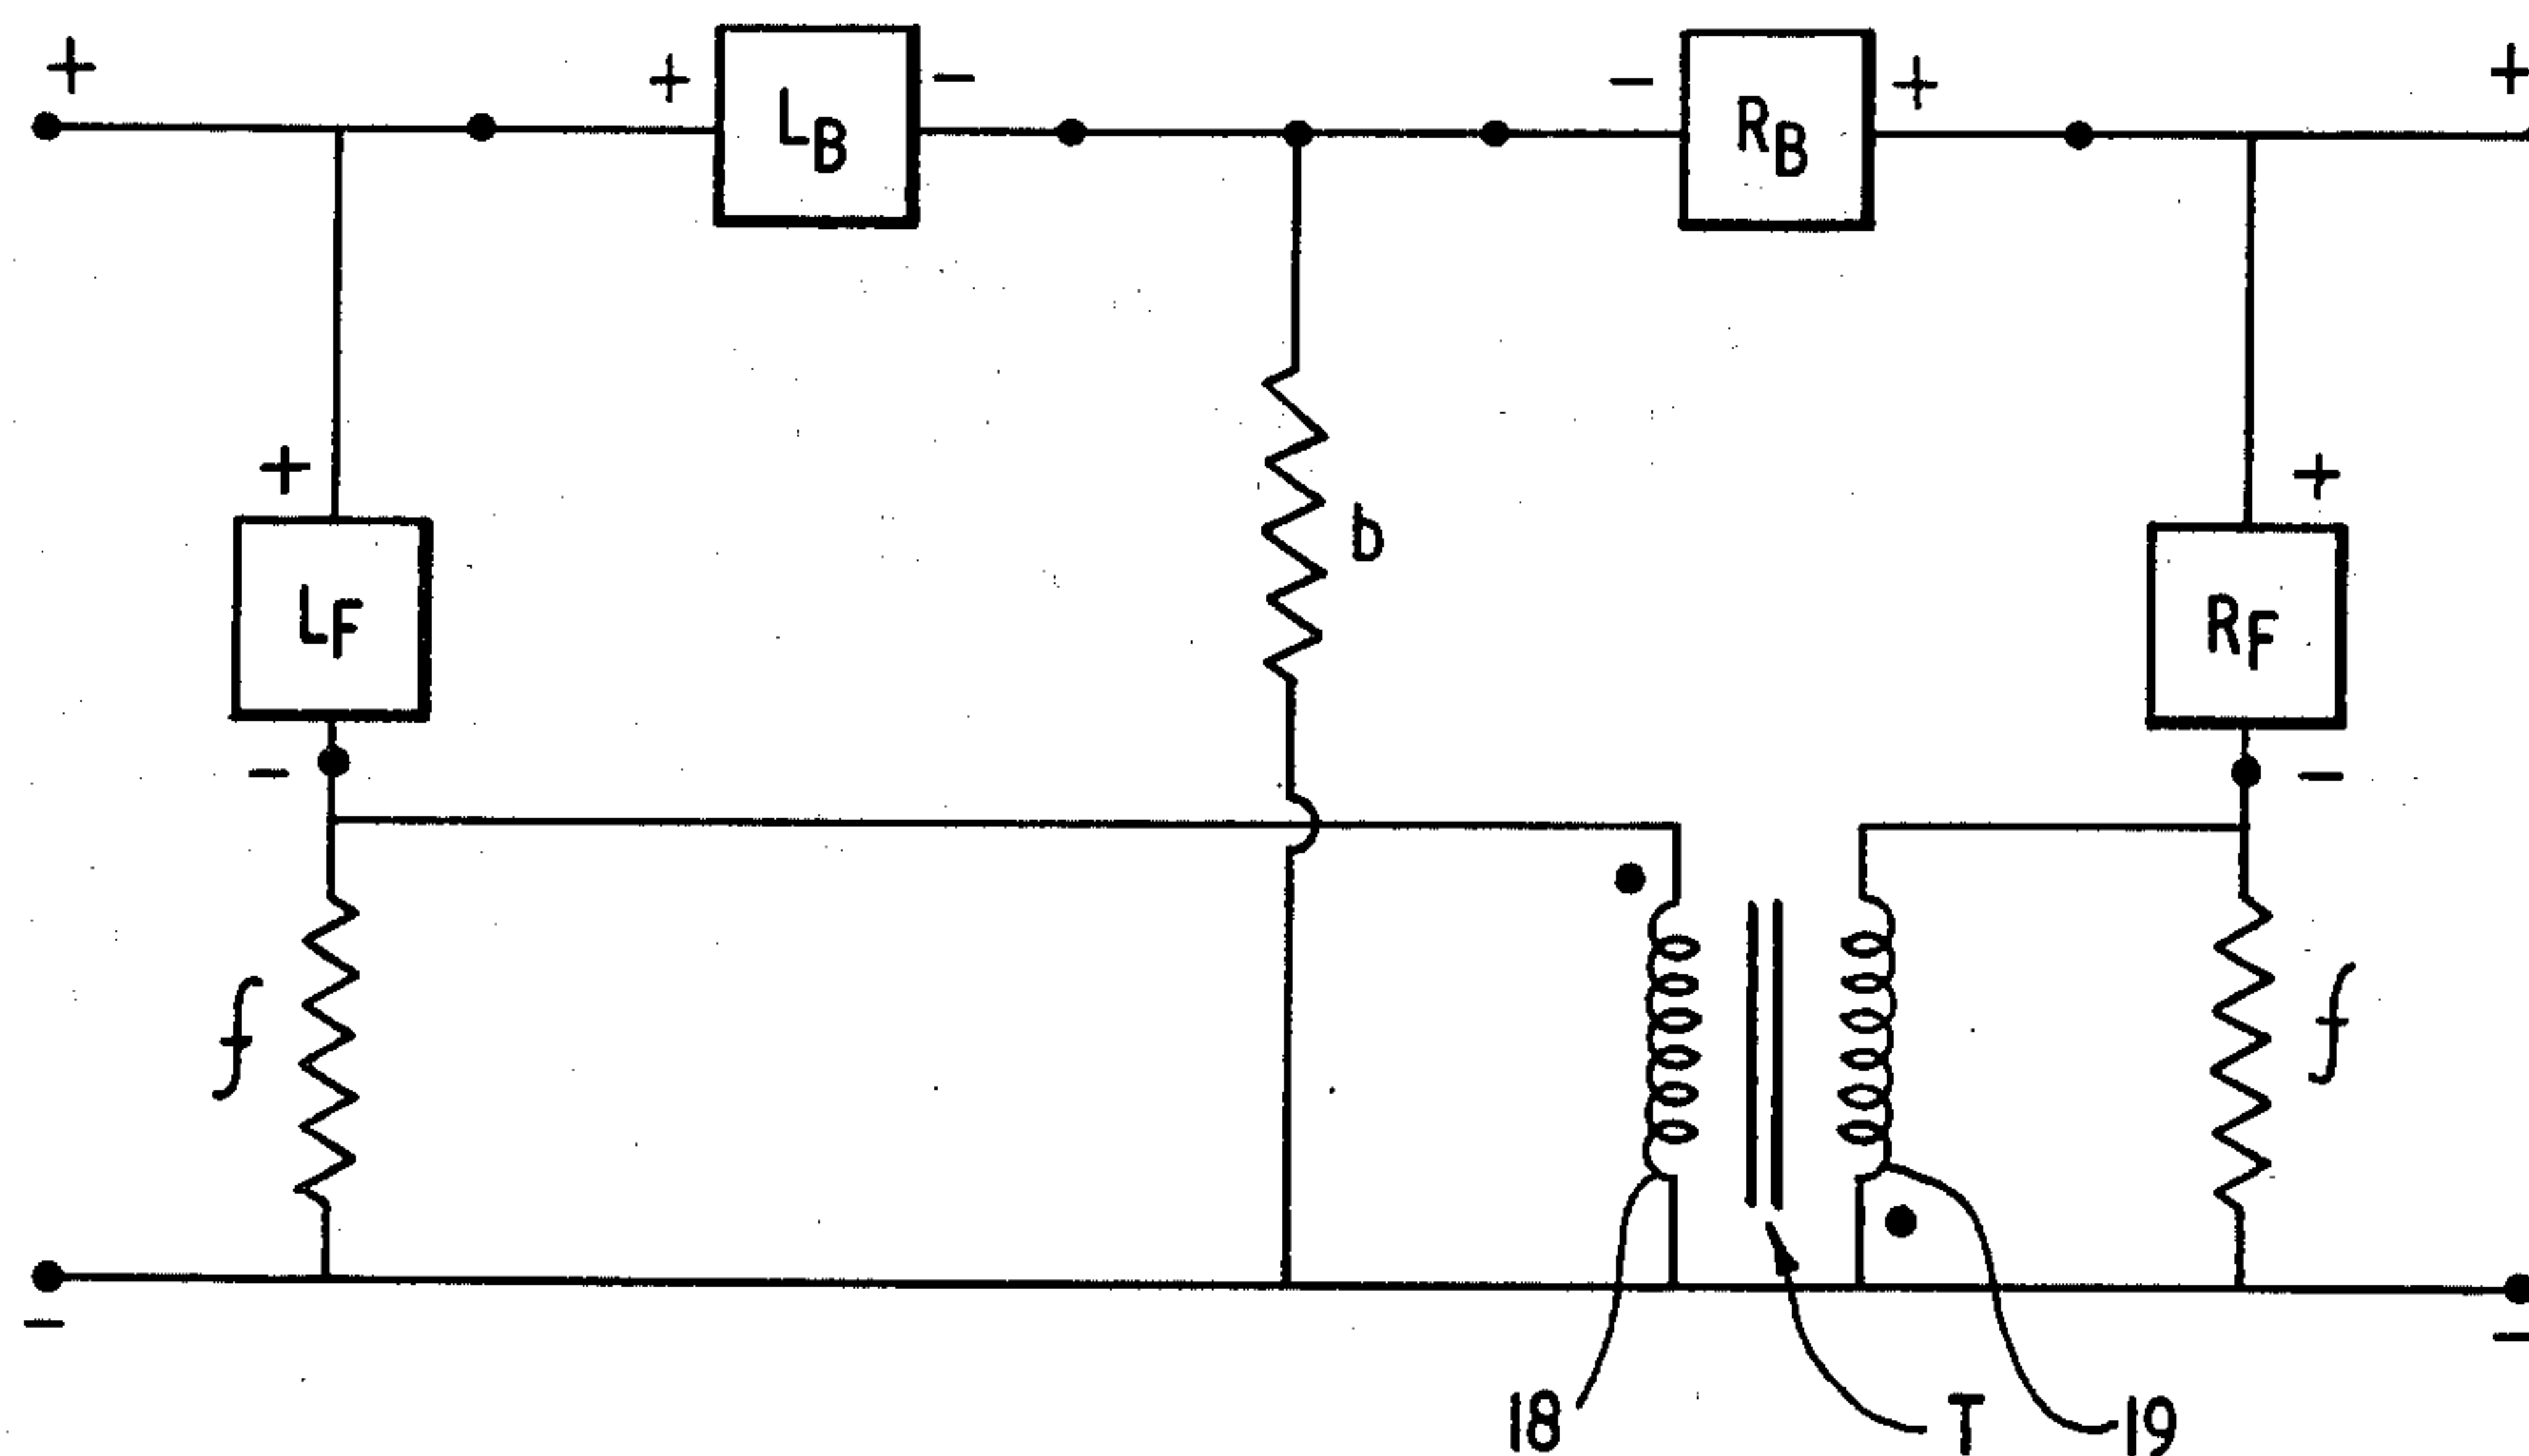 + + L_B - - R_B + +
+ +
b
L_F R_F
- -
f f
- -
18 T 19